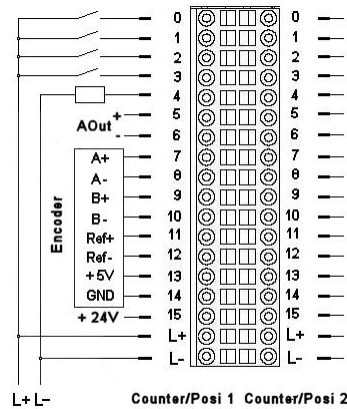 0 0
1 1
2 2
3 3
4 4
AOut + 5 5
- 6 6
Encoder
A+ 7 7
A- 8 8
B+ 9 9
B- 10 10
Ref+ 11 11
Ref- 12 12
+5V 13 13
GND 14 14
+ 24V 15 15
L+ L+
L- L-
L+ L- Counter/Posi 1 Counter/Posi 2